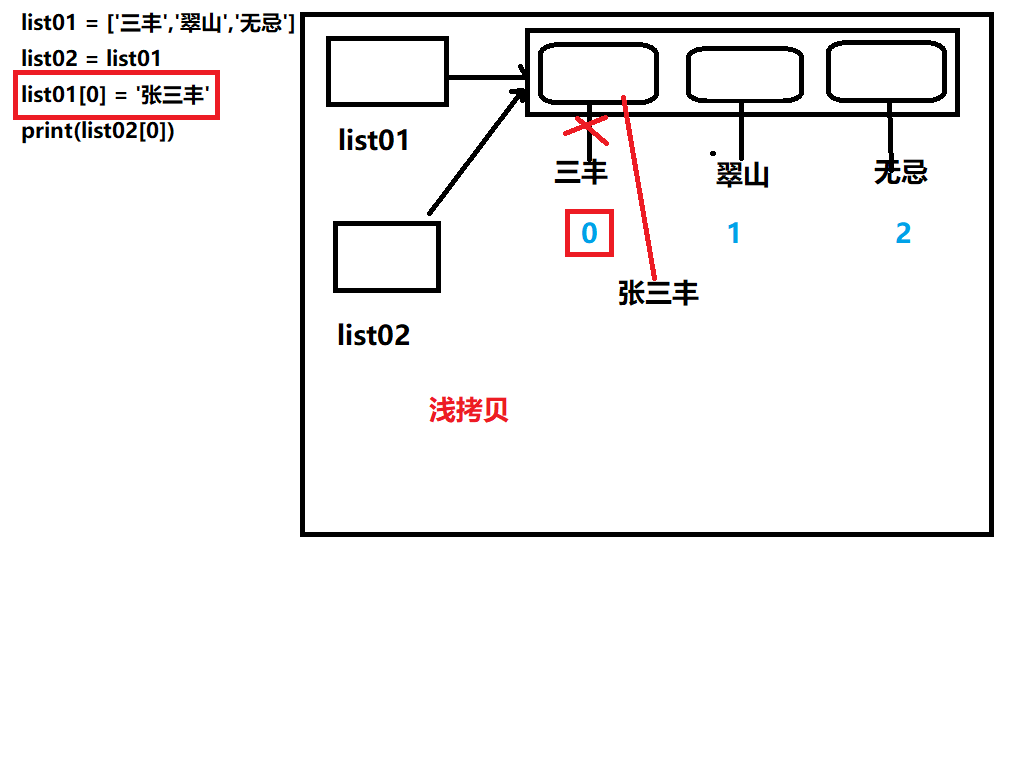 list01 = ['三丰','翠山','无忌']
list02 = list01
list01[0] = '张三丰'
print(list02[0])
list01
三丰
翠山
无忌
0
1
2
张三丰
list02
浅拷贝